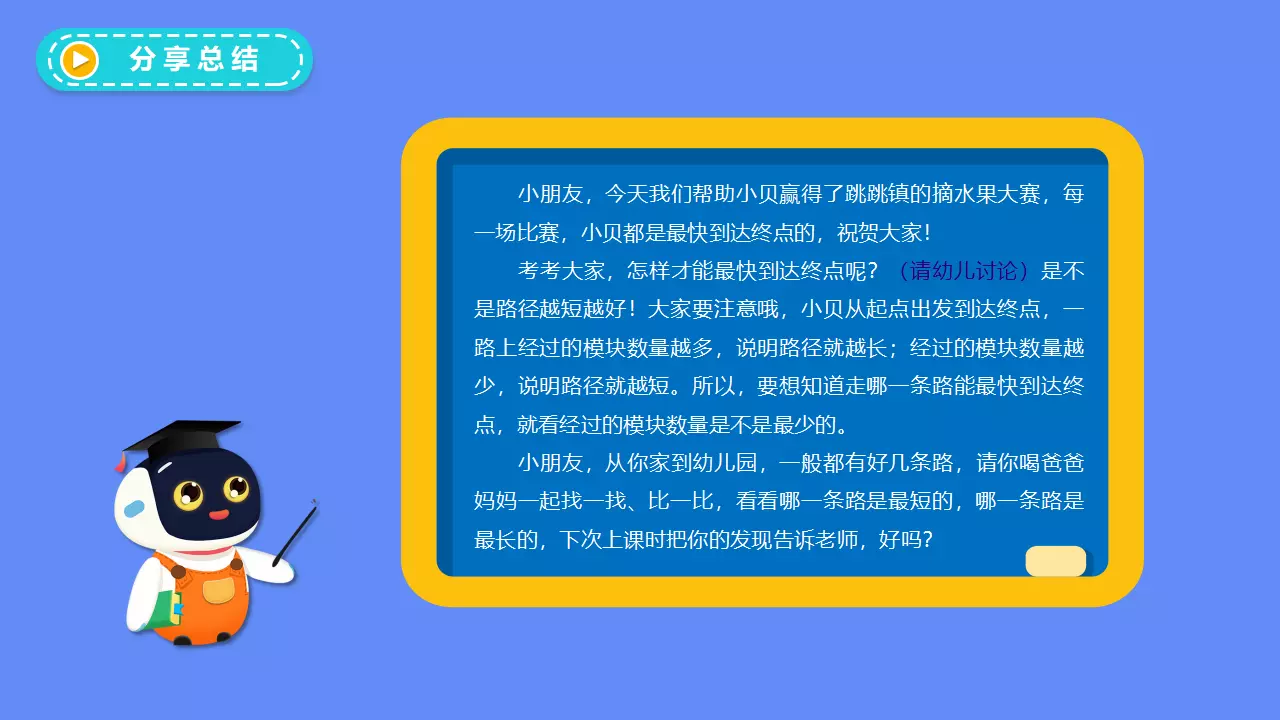 分享总结
小朋友，今天我们帮助小贝赢得了跳跳镇的摘水果大赛，每
一场比赛，小贝都是最快到达终点的，祝贺大家！
考考大家，怎样才能最快到达终点呢？（请幼儿讨论）是不
是路径越短越好！大家要注意哦，小贝从起点出发到达终点，一
路上经过的模块数量越多，说明路径就越长；经过的模块数量越
少，说明路径就越短。所以，要想知道走哪一条路能最快到达终
点，就看经过的模块数量是不是最少的。
小朋友，从你家到幼儿园，一般都有好几条路，请你喝爸爸
妈妈一起找一找、比一比，看看哪一条路是最短的，哪一条路是
最长的，下次上课时把你的发现告诉老师，好吗？